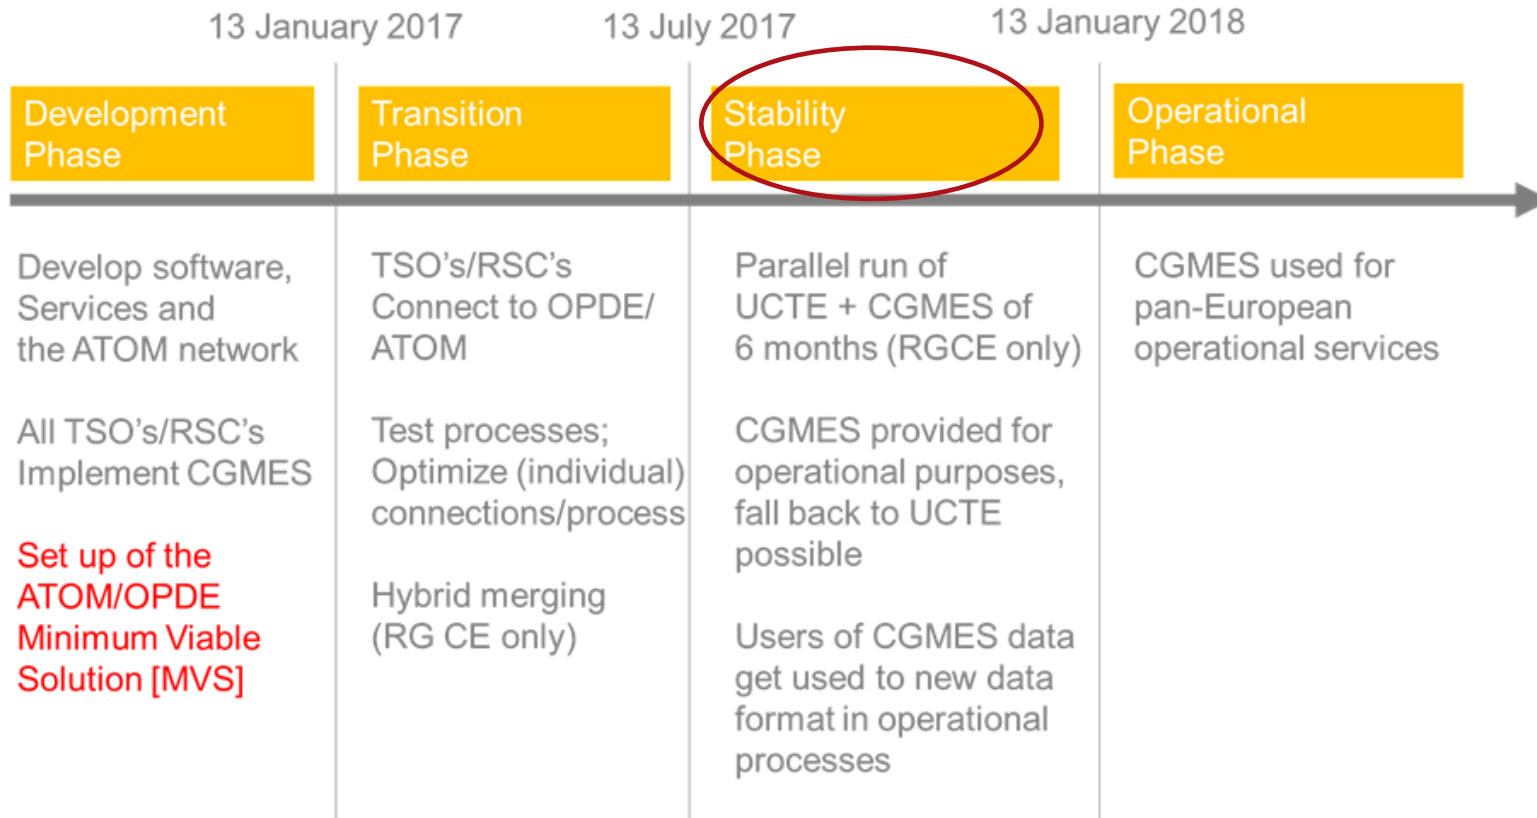 13 January 2017
13 July 2017
13 January 2018
Development
Phase
Transition
Phase
Stability
Phase
Operational
Phase
Develop software,
Services and
the ATOM network
All TSO's/RSC's
Implement CGMES
Set up of the
ATOM/OPDE
Minimum Viable
Solution [MVS]
TSO's/RSC's
Connect to OPDE/
ATOM
Test processes;
Optimize (individual)
connections/process
Hybrid merging
(RG CE only)
Parallel run of
UCTE + CGMES of
6 months (RGCE only)
CGMES provided for
operational purposes,
fall back to UCTE
possible
Users of CGMES data
get used to new data
format in operational
processes
CGMES used for
pan-European
operational services